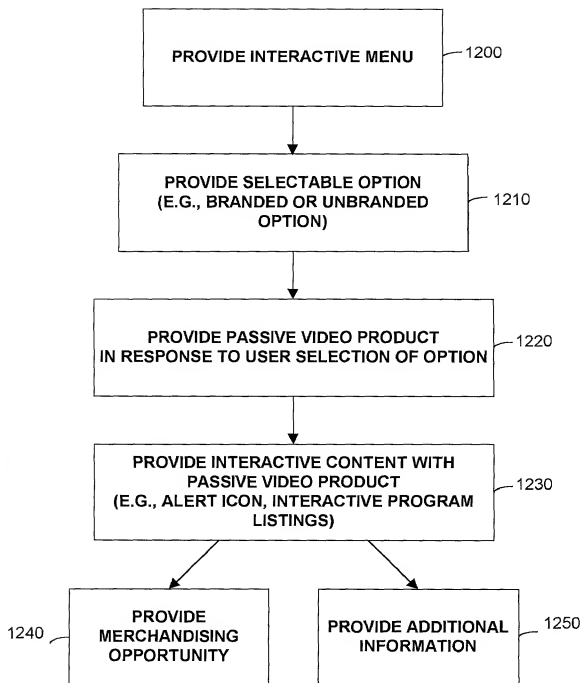 PROVIDE INTERACTIVE MENU
1200
PROVIDE SELECTABLE OPTION
(E.G., BRANDED OR UNBRANDED
OPTION)
1210
PROVIDE PASSIVE VIDEO PRODUCT
IN RESPONSE TO USER SELECTION OF OPTION
1220
PROVIDE INTERACTIVE CONTENT WITH
PASSIVE VIDEO PRODUCT
(E.G., ALERT ICON, INTERACTIVE PROGRAM
LISTINGS)
1230
1240
PROVIDE
MERCHANDISING
OPPORTUNITY
PROVIDE ADDITIONAL
INFORMATION
1250